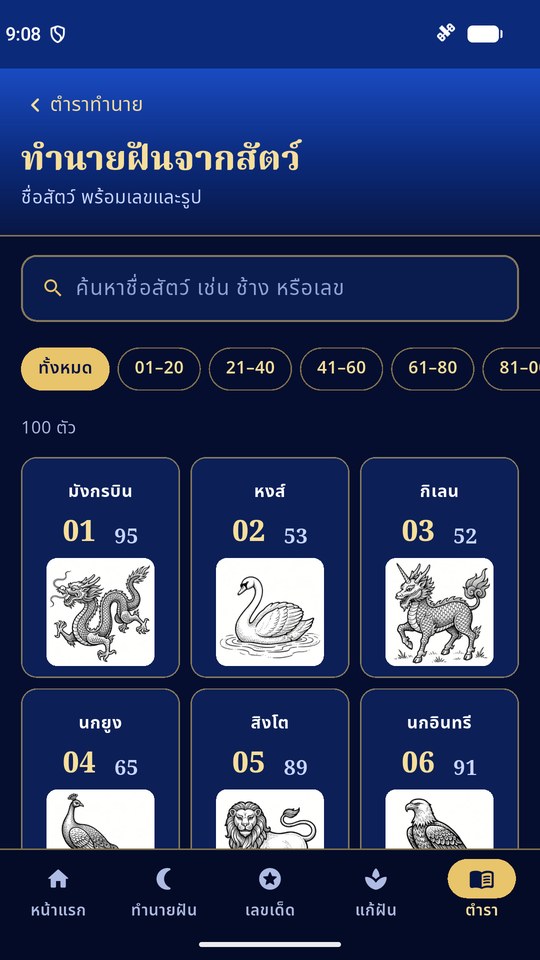 9:08
ตำราทำนาย
ทำนายฝันจากสัตว์
ชื่อสัตว์ พร้อมเลขและรูป
ค้นหาชื่อสัตว์ เช่น ช้าง หรือเลข
ทั้งหมด 01–20 21–40 41–60 61–80 81–0
100 ตัว
มังกรบิน หงส์ กิเลน
01 95 02 53 03 52
นกยูง สิงโต นกอินทรี
04 65 05 89 06 91
หน้าแรก ทำนายฝัน เลขเด็ด แก้ฝัน ตำรา